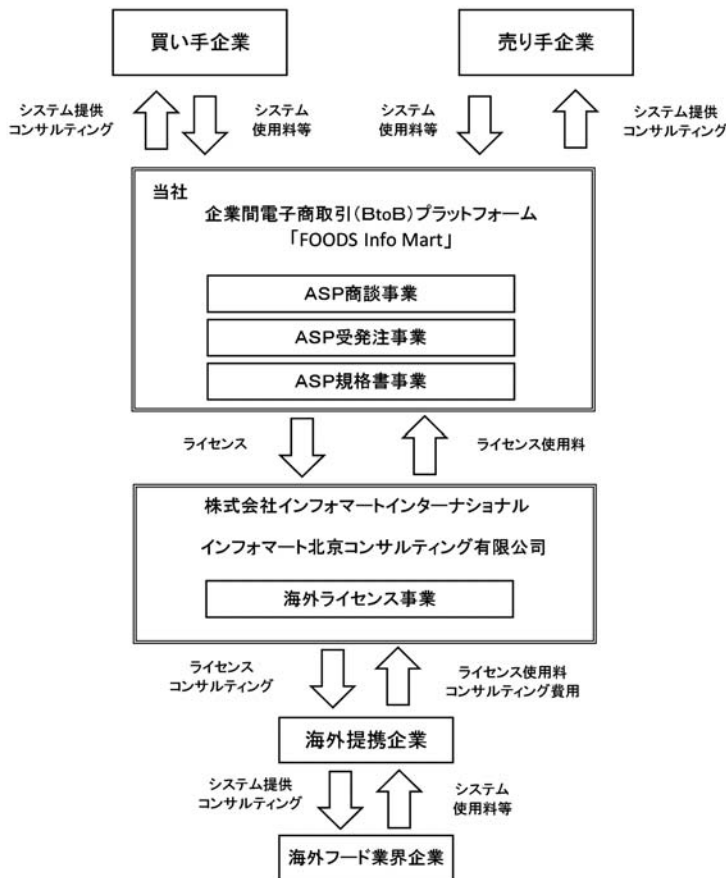 買い手企業
売り手企業
システム提供
コンサルティング
システム
使用料等
システム
使用料等
システム提供
コンサルティング
当社
企業間電子商取引(BtoB)プラットフォーム
「FOODS Info Mart」
ASP商談事業
ASP受発注事業
ASP規格書事業
ライセンス
ライセンス使用料
株式会社インフォマートインターナショナル
インフォマート北京コンサルティング有限公司
海外ライセンス事業
ライセンス
コンサルティング
ライセンス使用料
コンサルティング費用
海外提携企業
システム提供
コンサルティング
システム
使用料等
海外フード業界企業